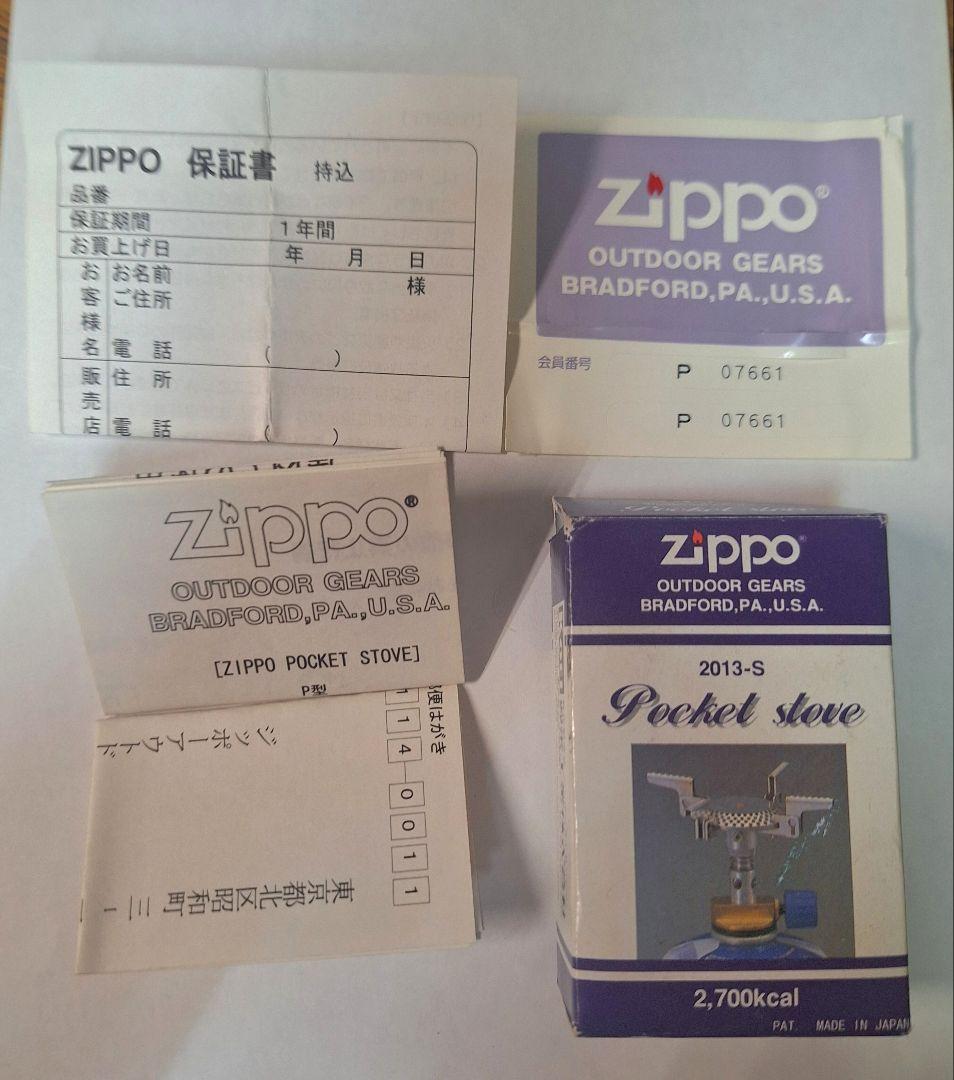 ZIPPO 保証書 持込
品番
保証期間 1年間
お買上げ日 年 月 日
お客様名 お名前 様
ご住所
電話 ( )
販売店 住所
電話 ( )
zippo®
OUTDOOR GEARS
BRADFORD,PA.,U.S.A.
会員番号 P 07661
P 07661
zippo®
OUTDOOR GEARS
BRADFORD,PA.,U.S.A.
[ZIPPO POCKET STOVE]
P型
郵便はがき
114-0011
東京都北区昭和町三-
ジッポーアウトド
zippo®
OUTDOOR GEARS
BRADFORD,PA.,U.S.A.
2013-S
Pocket stove
2,700kcal
PAT. MADE IN JAPAN